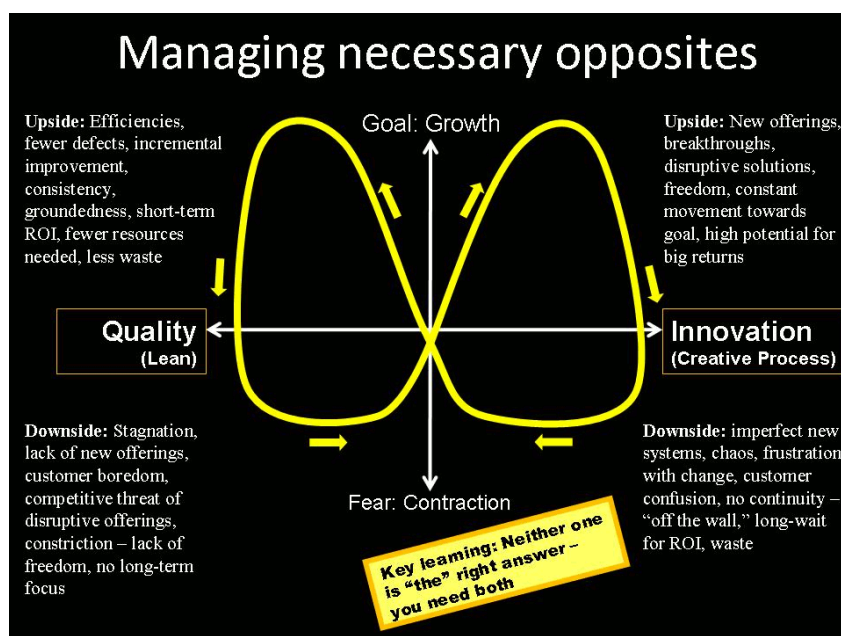 Managing necessary opposites
Upside: Efficiencies,
fewer defects, incremental
improvement,
consistency,
groundedness, short-term
ROI, fewer resources
needed, less waste
Goal: Growth
Upside: New offerings,
breakthroughs,
disruptive solutions,
freedom, constant
movement towards
goal, high potential for
big returns
Quality
(Lean)
Innovation
(Creative Process)
Downside: Stagnation,
lack of new offerings,
customer boredom,
competitive threat of
disruptive offerings,
constriction – lack of
freedom, no long-term
focus
Fear: Contraction
Downside: imperfect new
systems, chaos, frustration
with change, customer
confusion, no continuity –
“off the wall,” long-wait
for ROI, waste
Key learning: Neither one
is “the” right answer –
you need both